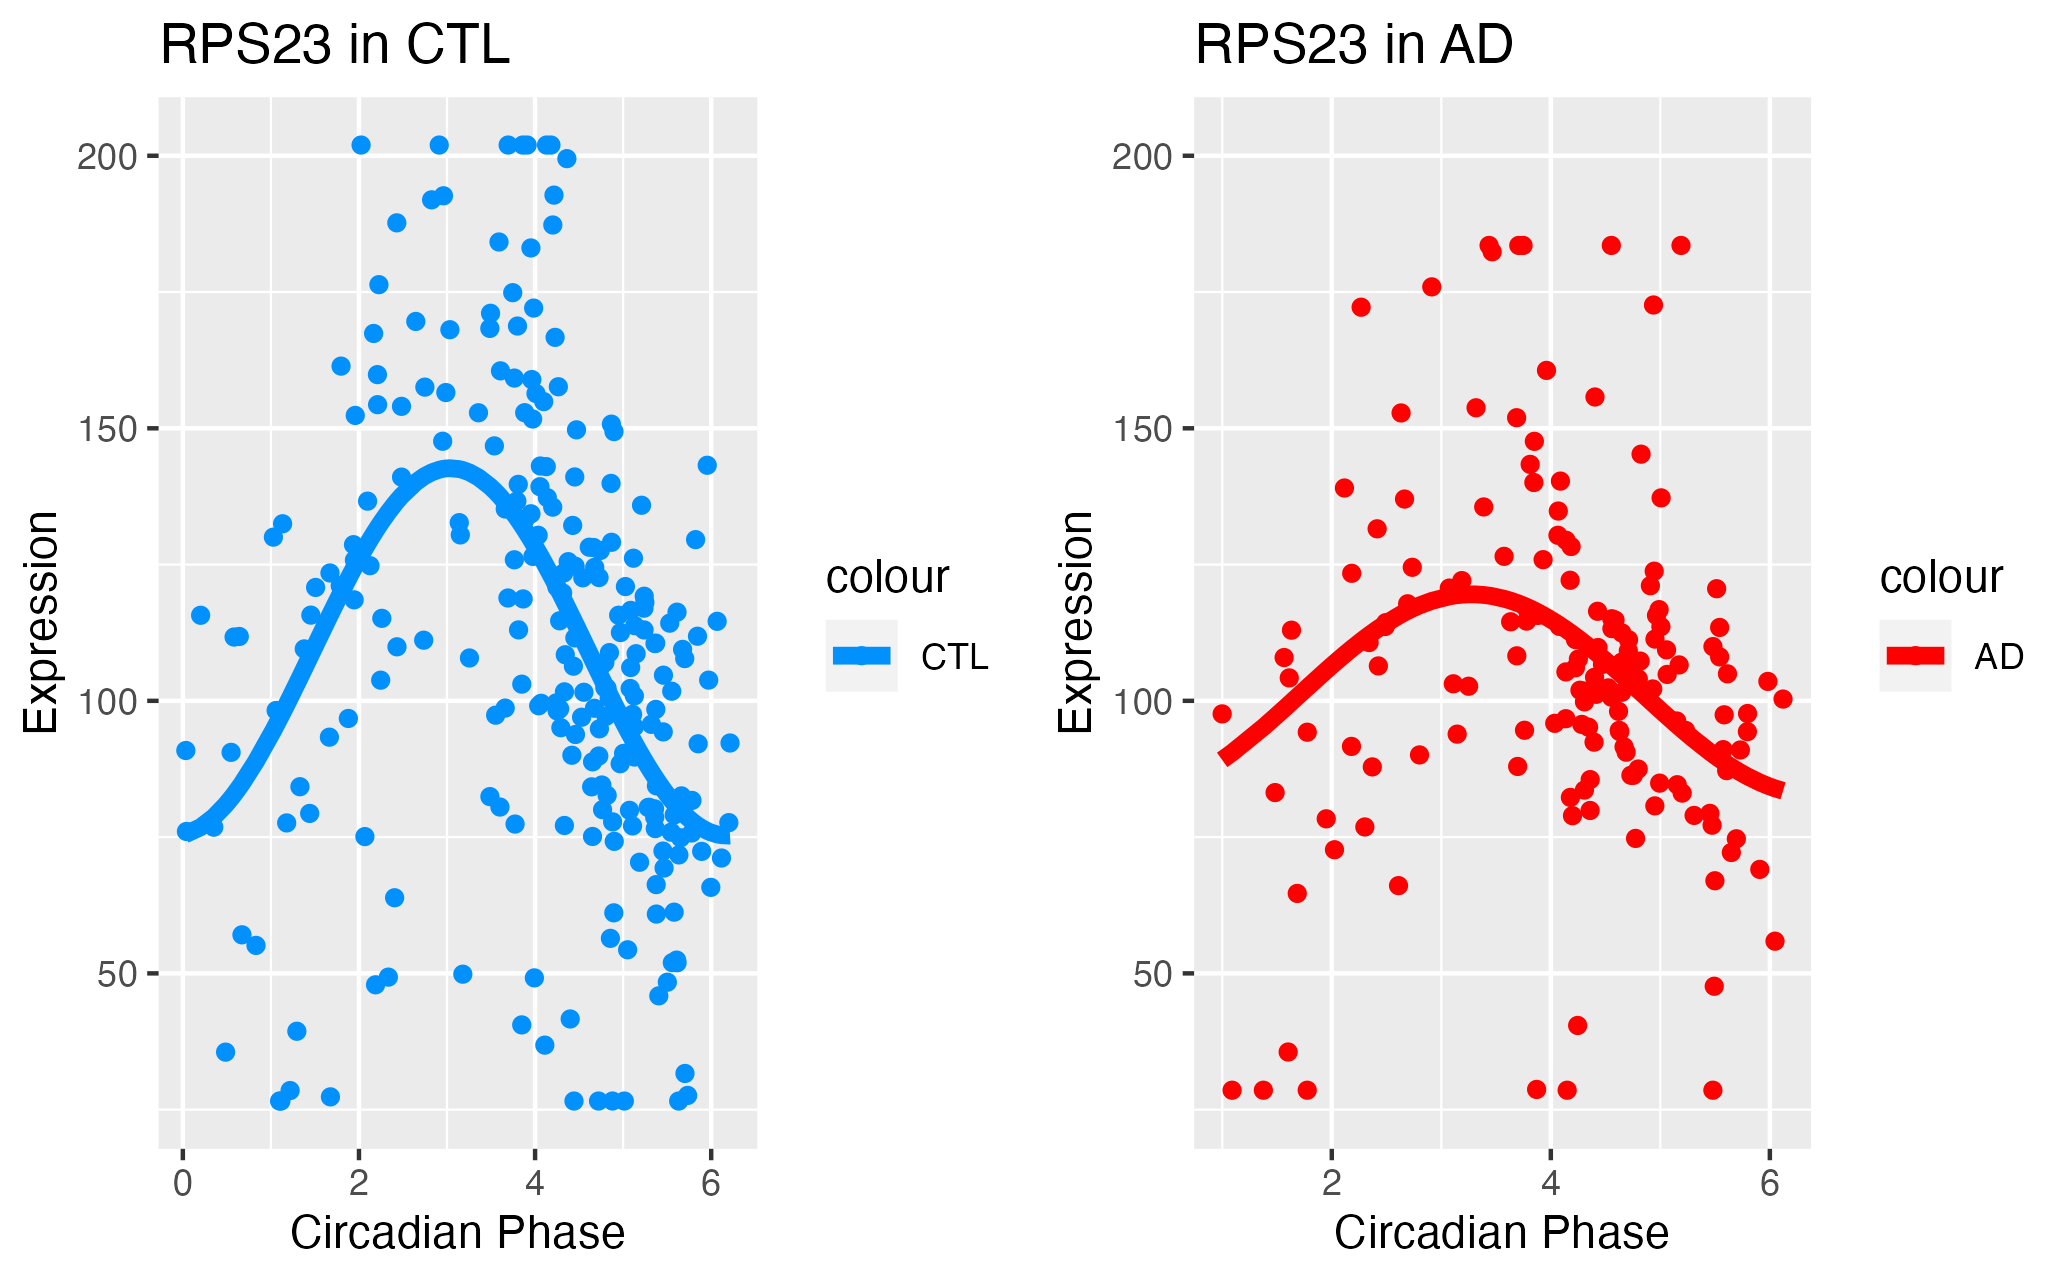 RPS23 in CTL
Expression
200
150
100
50
0 2 4 6
Circadian Phase
colour
CTL
RPS23 in AD
Expression
200
150
100
50
2 4 6
Circadian Phase
colour
AD